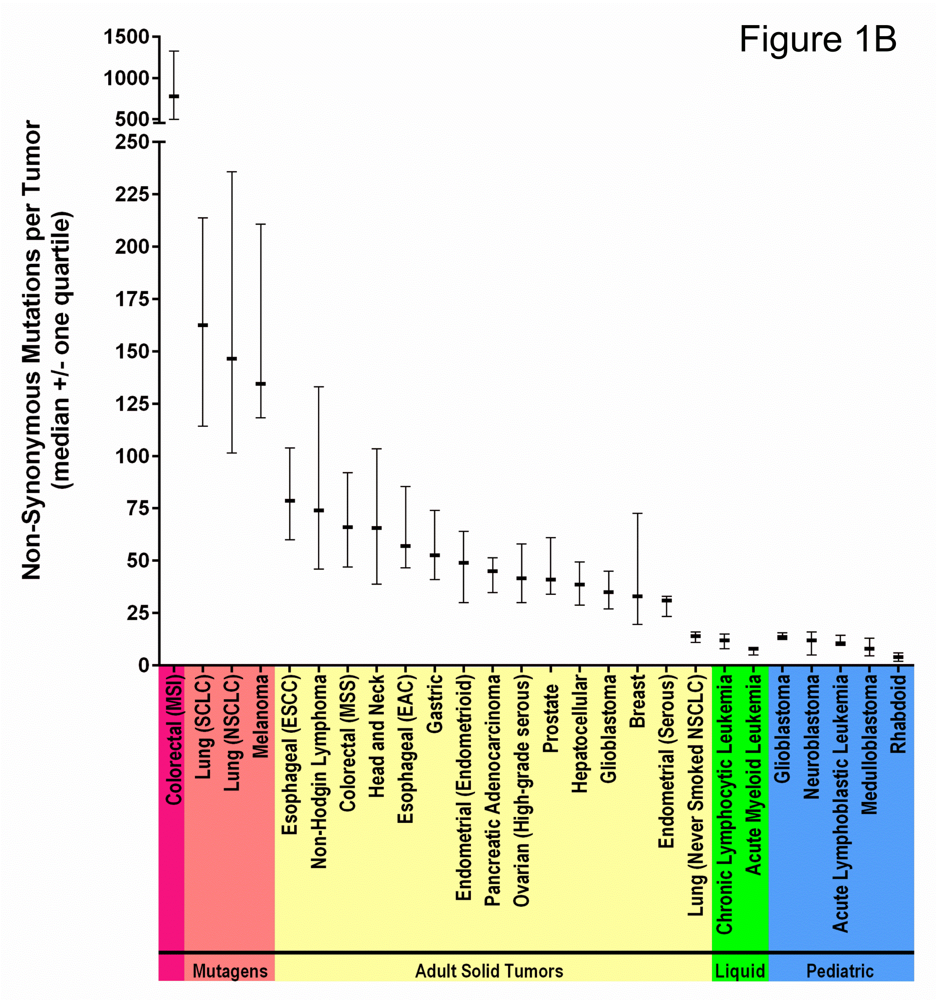 Figure 1B
Non-Synonymous Mutations per Tumor
(median +/- one quartile)
1500
1000
500
250
225
200
175
150
125
100
75
50
25
0
Colorectal (MSI)
Lung (SCLC)
Lung (NSCLC)
Melanoma
Esophageal (ESCC)
Non-Hodgin Lymphoma
Colorectal (MSS)
Head and Neck
Esophageal (EAC)
Gastric
Endometrial (Endometrioid)
Pancreatic Adenocarcinoma
Ovarian (High-grade serous)
Prostate
Hepatocellular
Glioblastoma
Breast
Endometrial (Serous)
Lung (Never Smoked NSCLC)
Chronic Lymphocytic Leukemia
Acute Myeloid Leukemia
Glioblastoma
Neuroblastoma
Acute Lymphoblastic Leukemia
Medulloblastoma
Rhabdoid
Mutagens
Adult Solid Tumors
Liquid
Pediatric